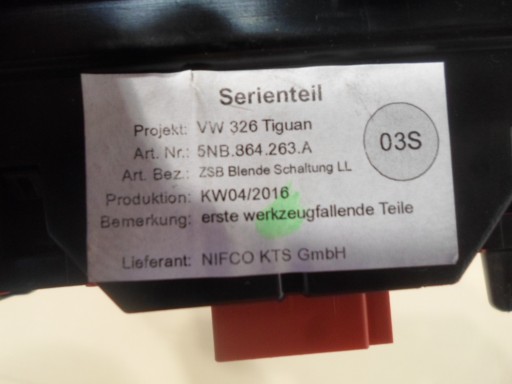 Serienteil
Projekt: VW 326 Tiguan
Art. Nr.: 5NB.864.263.A
03S
Art. Bez.: ZSB Blende Schaltung LL
Produktion: KW04/2016
Bemerkung: erste werkzeugfallende Teile
Lieferant: NIFCO KTS GmbH